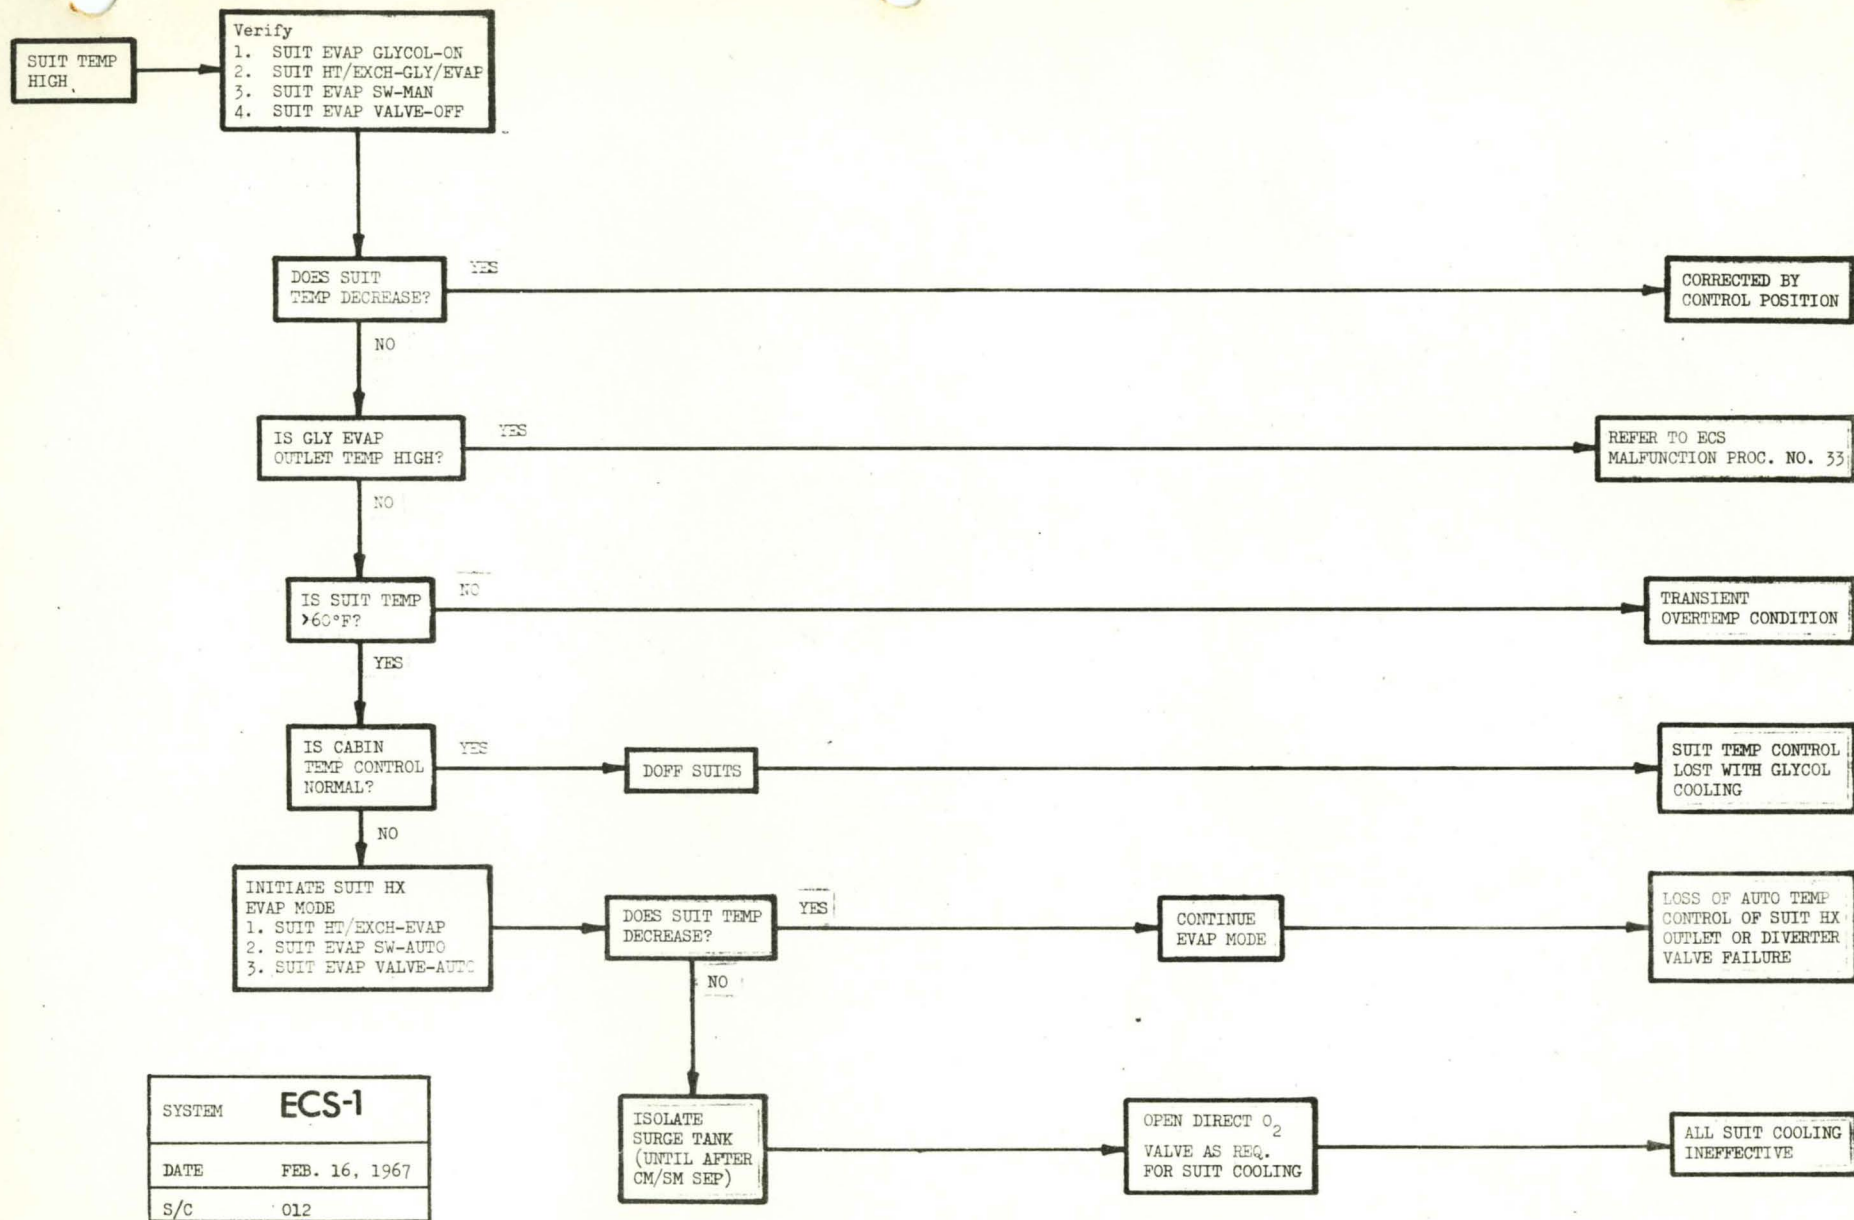 SUIT TEMP
HIGH
Verify
1. SUIT EVAP GLYCOL-ON
2. SUIT HT/EXCH-GLY/EVAP
3. SUIT EVAP SW-MAN
4. SUIT EVAP VALVE-OFF
DOES SUIT
TEMP DECREASE?
YES
CORRECTED BY
CONTROL POSITION
NO
IS GLY EVAP
OUTLET TEMP HIGH?
YES
REFER TO ECS
MALFUNCTION PROC. NO. 33
NO
IS SUIT TEMP
>60°F?
NO
TRANSIENT
OVERTEMP CONDITION
YES
IS CABIN
TEMP CONTROL
NORMAL?
YES
DOFF SUITS
SUIT TEMP CONTROL
LOST WITH GLYCOL
COOLING
NO
INITIATE SUIT HX
EVAP MODE
1. SUIT HT/EXCH-EVAP
2. SUIT EVAP SW-AUTO
3. SUIT EVAP VALVE-AUTO
DOES SUIT TEMP
DECREASE?
YES
CONTINUE
EVAP MODE
LOSS OF AUTO TEMP
CONTROL OF SUIT HX
OUTLET OR DIVERTER
VALVE FAILURE
NO
ISOLATE
SURGE TANK
(UNTIL AFTER
CM/SM SEP)
OPEN DIRECT O2
VALVE AS REQ.
FOR SUIT COOLING
ALL SUIT COOLING
INEFFECTIVE
SYSTEM ECS-1
DATE FEB. 16, 1967
S/C 012